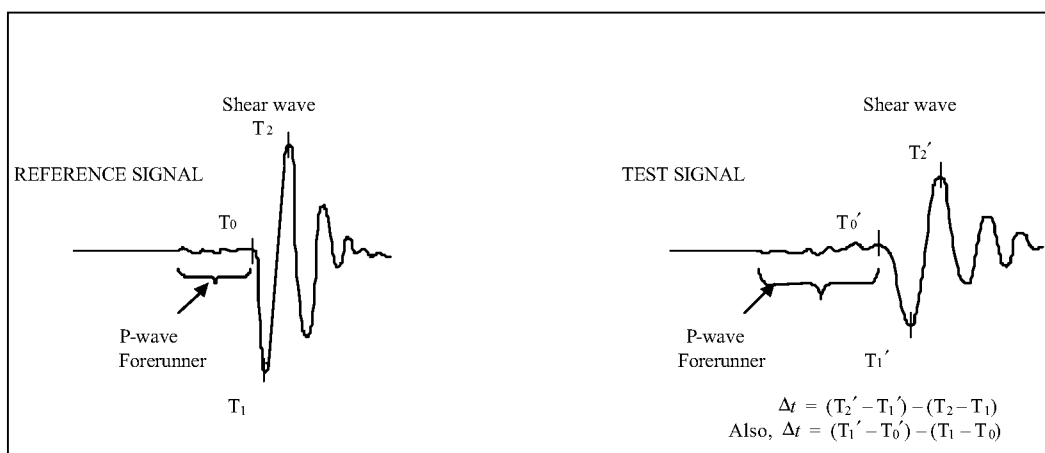 Shear wave
T₂
REFERENCE SIGNAL
T₀
P-wave
Forerunner
T₁
Shear wave
T₂′
TEST SIGNAL
T₀′
P-wave
Forerunner
T₁′
Δt = (T₂′ – T₁′) – (T₂ – T₁)
Also, Δt = (T₁′ – T₀′) – (T₁ – T₀)